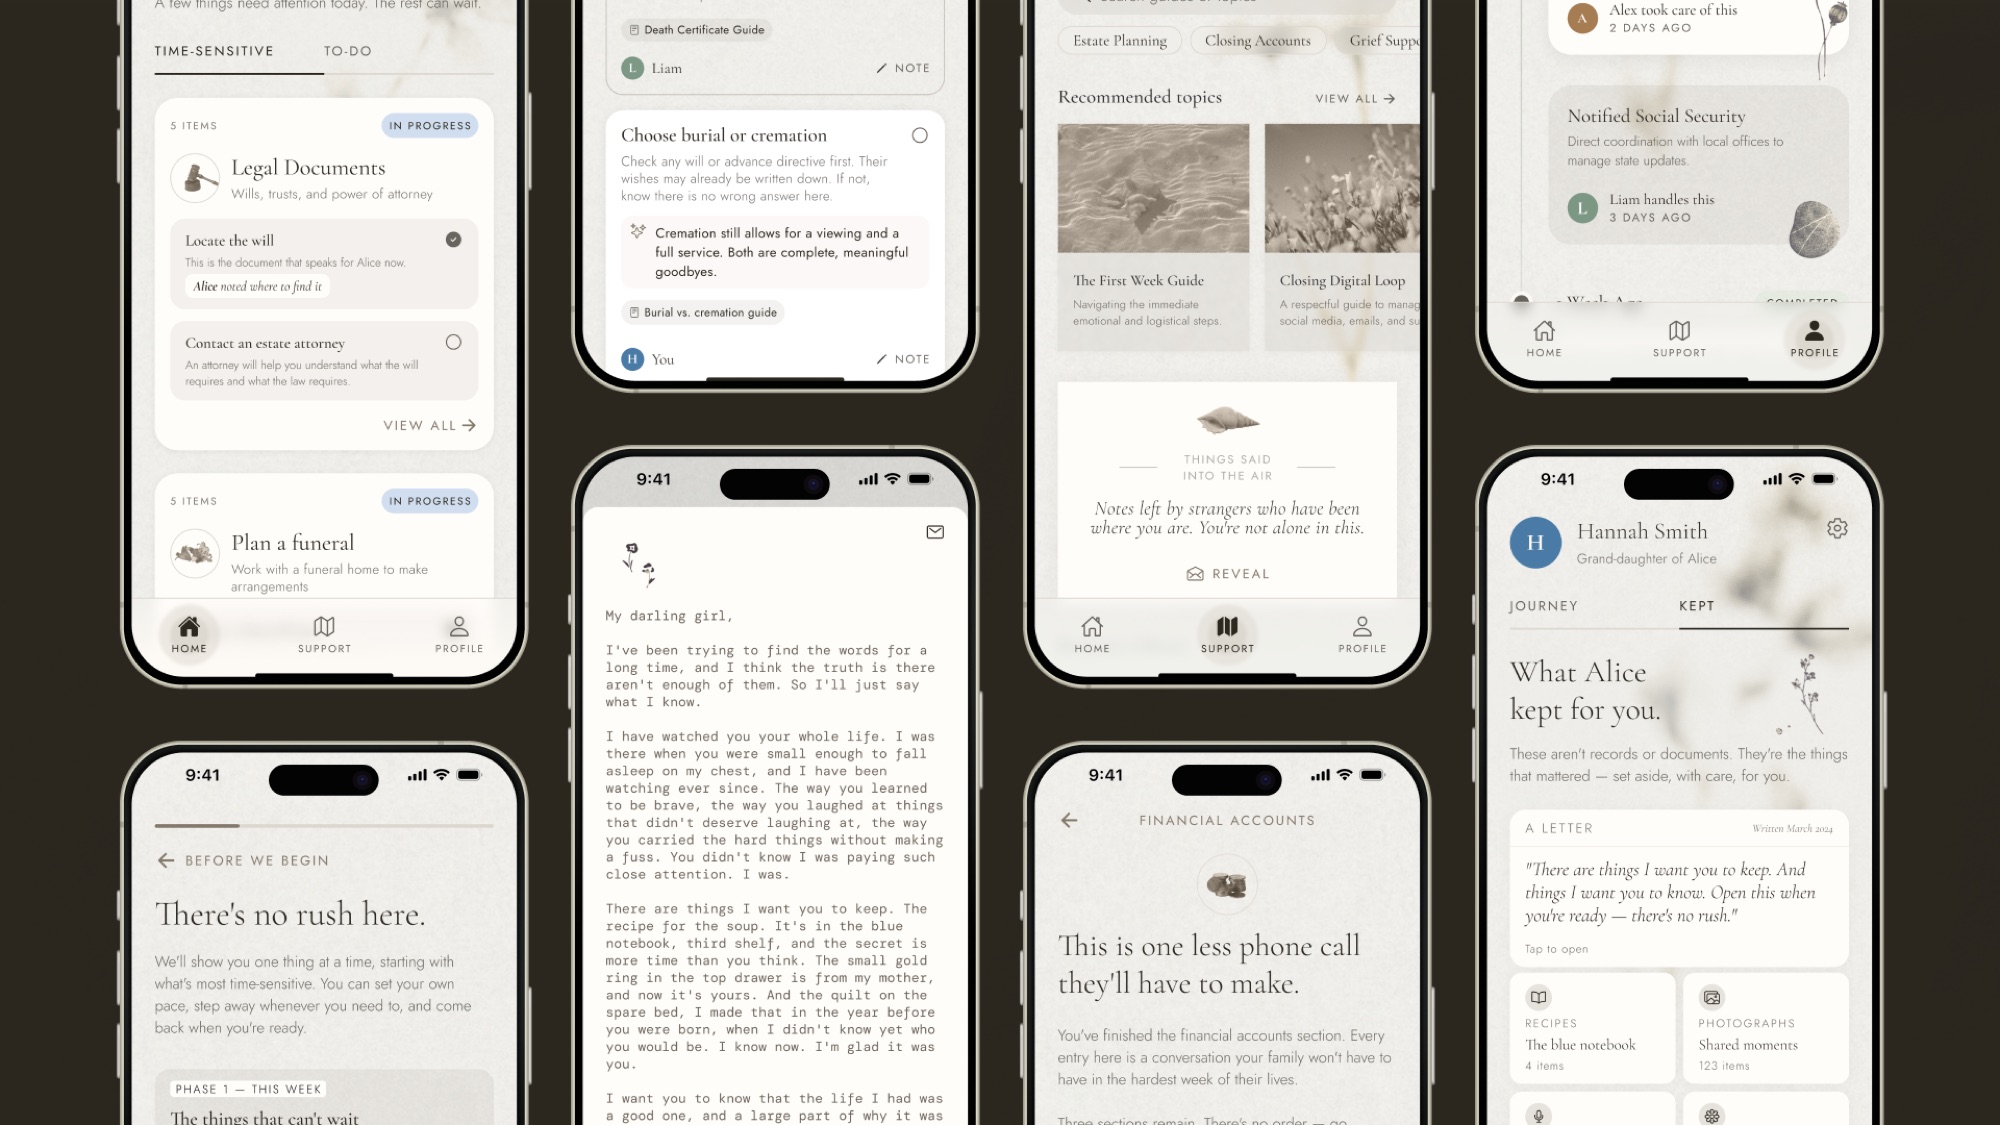 A few things need attention today. The rest can wait.
TIME-SENSITIVE
TO-DO
5 ITEMS
IN PROGRESS
Legal Documents
Wills, trusts, and power of attorney
Locate the will
This is the document that speaks for Alice now.
Alice noted where to find it
Contact an estate attorney
An attorney will help you understand what the will
requires and what the law requires.
VIEW ALL
5 ITEMS
IN PROGRESS
Plan a funeral
Work with a funeral home to make
arrangements
HOME
SUPPORT
PROFILE
9:41
BEFORE WE BEGIN
There's no rush here.
We'll show you one thing at a time, starting with
what's most time-sensitive. You can set your own
pace, step away whenever you need to, and come
back when you're ready.
PHASE 1 — THIS WEEK
The things that can't wait
Death Certificate Guide
L
Liam
NOTE
Choose burial or cremation
Check any will or advance directive first. Their
wishes may already be written down. If not,
know there is no wrong answer here.
Cremation still allows for a viewing and a
full service. Both are complete, meaningful
goodbyes.
Burial vs. cremation guide
H
You
NOTE
9:41
My darling girl,
I've been trying to find the words for a
long time, and I think the truth is there
aren't enough of them. So I'll just say
what I know.
I have watched you your whole life. I was
there when you were small enough to fall
asleep on my chest, and I have been
watching ever since. The way you learned
to be brave, the way you laughed at things
that didn't deserve laughing at, the way
you carried the hard things without making
a fuss. You didn't know I was paying such
close attention. I was.
There are things I want you to keep. The
recipe for the soup. It's in the blue
notebook, third shelf, and the secret is
more time than you think. The small gold
ring in the top drawer is from my mother,
and now it's yours. And the quilt on the
spare bed, I made that in the year before
you were born, when I didn't know yet who
you would be. I know now. I'm glad it was
you.
I want you to know that the life I had was
a good one, and a large part of why it was
Search guides or topics
Estate Planning
Closing Accounts
Grief Suppo
Recommended topics
VIEW ALL
The First Week Guide
Navigating the immediate
emotional and logistical steps.
Closing Digital Loop
A respectful guide to manag
social media, emails, and su
THINGS SAID
INTO THE AIR
Notes left by strangers who have been
where you are. You're not alone in this.
REVEAL
HOME
SUPPORT
PROFILE
9:41
FINANCIAL ACCOUNTS
This is one less phone call
they'll have to make.
You've finished the financial accounts section. Every
entry here is a conversation your family won't have to
have in the hardest week of their lives.
Three sections remain. There's no order — go
A
Alex took care of this
2 DAYS AGO
Notified Social Security
Direct coordination with local offices to
manage state updates.
L
Liam handles this
3 DAYS AGO
Week Ago
COMPLETED
HOME
SUPPORT
PROFILE
9:41
H
Hannah Smith
Grand-daughter of Alice
JOURNEY
KEPT
What Alice
kept for you.
These aren't records or documents. They're the things
that mattered — set aside, with care, for you.
A LETTER
Written March 2024
"There are things I want you to keep. And
things I want you to know. Open this when
you're ready — there's no rush."
Tap to open
RECIPES
The blue notebook
4 items
PHOTOGRAPHS
Shared moments
123 items